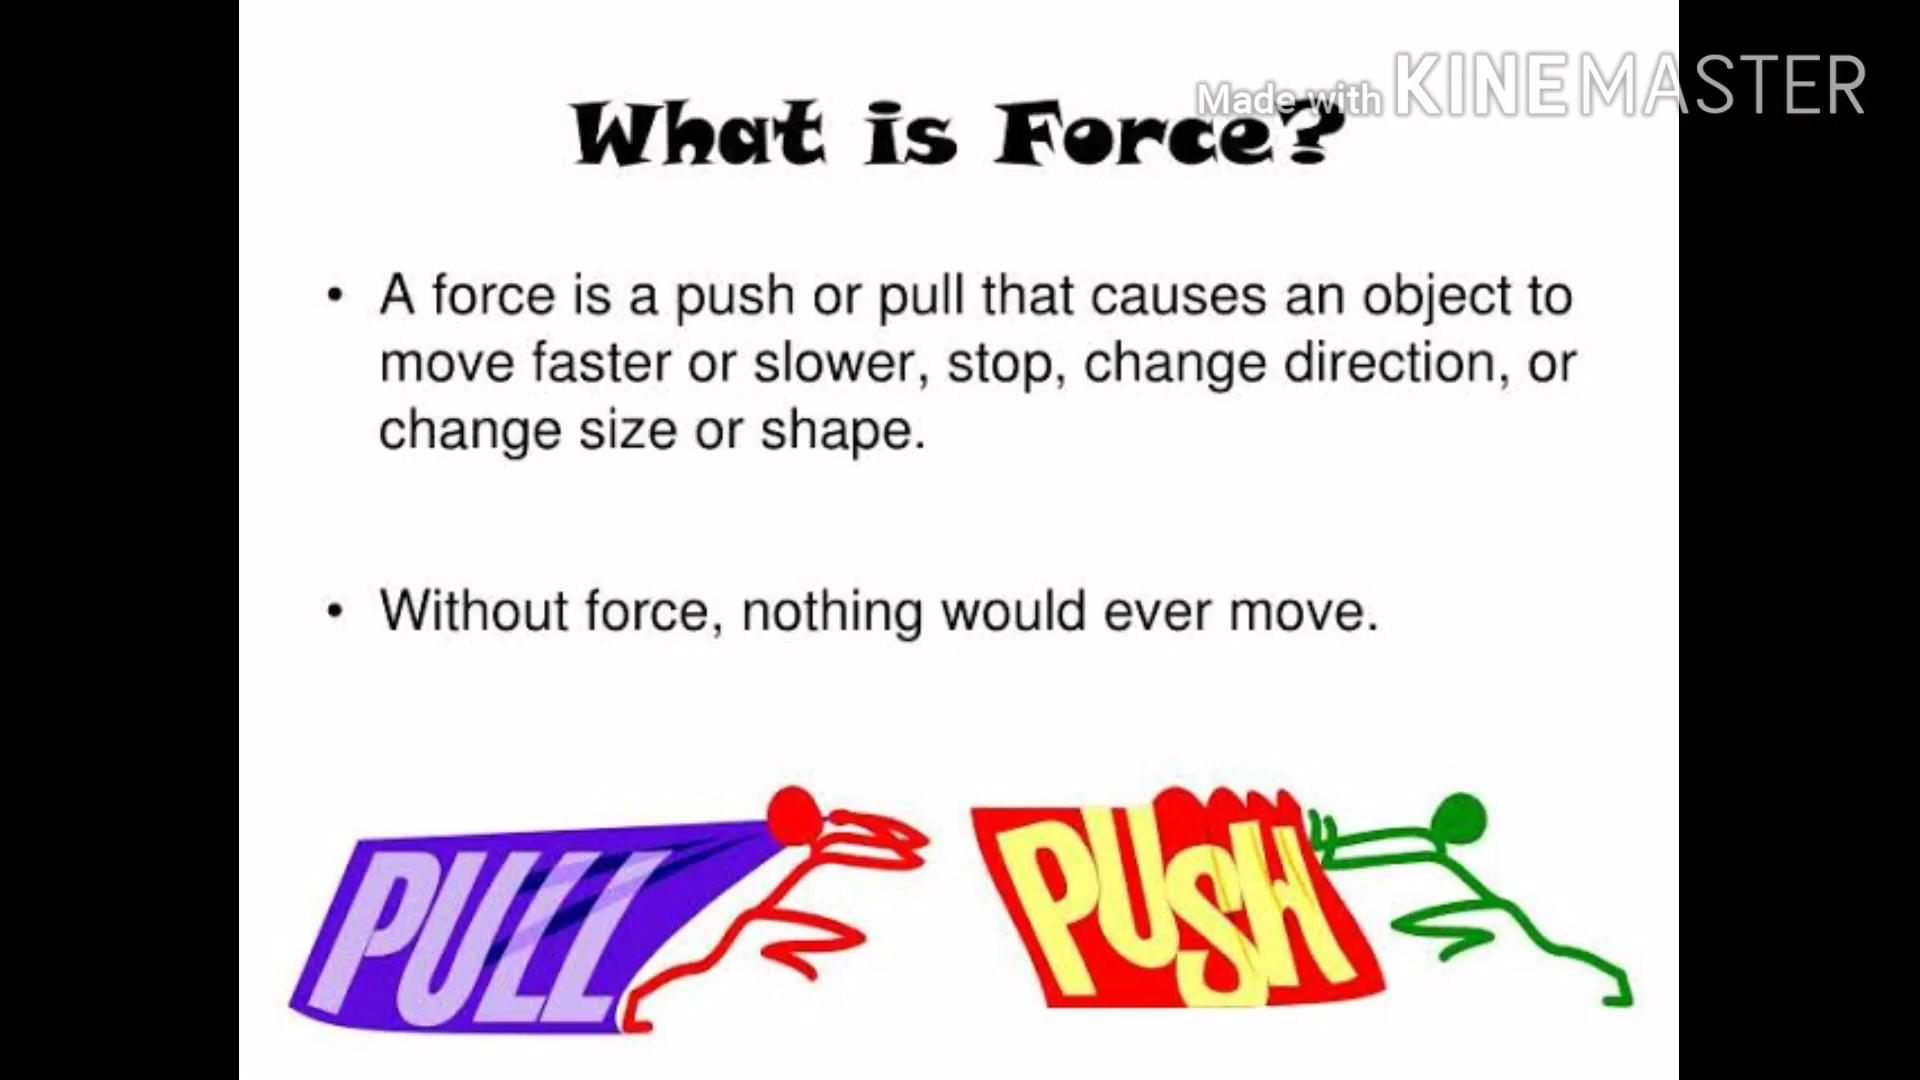 Made with KINEMASTER
What is Force?
• A force is a push or pull that causes an object to
move faster or slower, stop, change direction, or
change size or shape.
• Without force, nothing would ever move.
PULL
PUSH